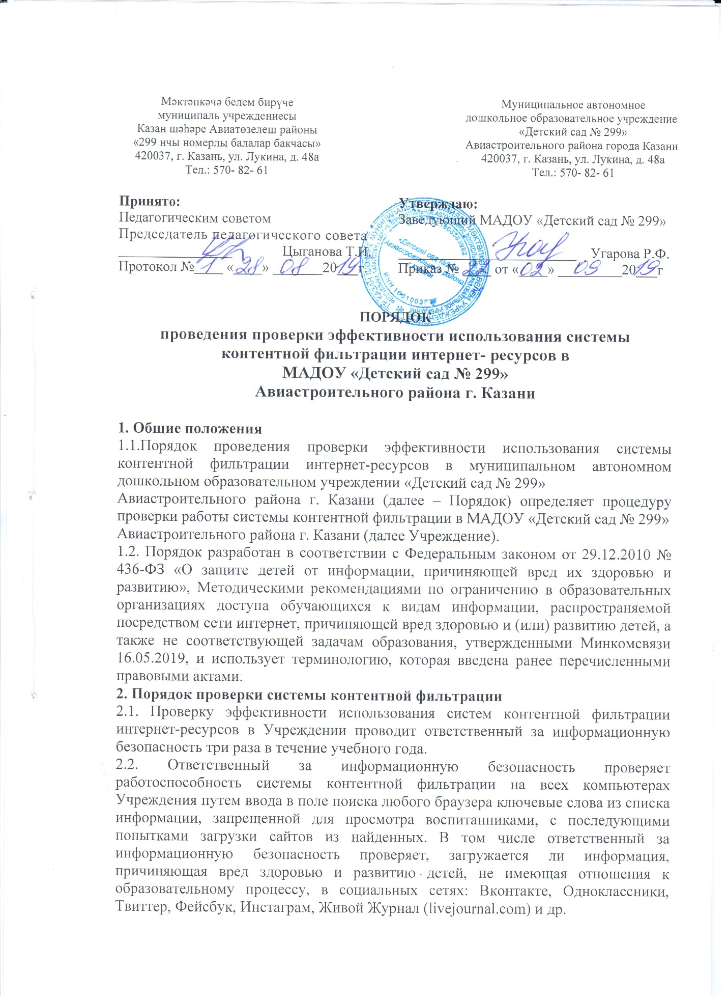 Мәктәпкәчә белем бирүче
муниципаль учреждениесы
Казан шәһәре Авиатөзелеш районы
«299 нчы номерлы балалар бакчасы»
420037, г. Казань, ул. Лукина, д. 48а
Тел.: 570- 82- 61
Муниципальное автономное
дошкольное образовательное учреждение
«Детский сад № 299»
Авиастроительного района города Казани
420037, г. Казань, ул. Лукина, д. 48а
Тел.: 570- 82- 61
Принято:
Педагогическим советом
Председатель педагогического совета
Цыганова Т.И.
Протокол № 1 «28» 08 2019г.
Утверждаю:
Заведующий МАДОУ «Детский сад № 299»
Угарова Р.Ф.
Приказ № от «02» 09 2019г
«Детский сад №299»
Авиастроительного района
г. Казани
ПОРЯДОК
проведения проверки эффективности использования системы
контентной фильтрации интернет- ресурсов в
МАДОУ «Детский сад № 299»
Авиастроительного района г. Казани
1. Общие положения
1.1.Порядок проведения проверки эффективности использования системы
контентной фильтрации интернет-ресурсов в муниципальном автономном
дошкольном образовательном учреждении «Детский сад № 299»
Авиастроительного района г. Казани (далее – Порядок) определяет процедуру
проверки работы системы контентной фильтрации в МАДОУ «Детский сад № 299»
Авиастроительного района г. Казани (далее Учреждение).
1.2. Порядок разработан в соответствии с Федеральным законом от 29.12.2010 №
436-ФЗ «О защите детей от информации, причиняющей вред их здоровью и
развитию», Методическими рекомендациями по ограничению в образовательных
организациях доступа обучающихся к видам информации, распространяемой
посредством сети интернет, причиняющей вред здоровью и (или) развитию детей, а
также не соответствующей задачам образования, утвержденными Минкомсвязи
16.05.2019, и использует терминологию, которая введена ранее перечисленными
правовыми актами.
2. Порядок проверки системы контентной фильтрации
2.1. Проверку эффективности использования систем контентной фильтрации
интернет-ресурсов в Учреждении проводит ответственный за информационную
безопасность три раза в течение учебного года.
2.2. Ответственный за информационную безопасность проверяет
работоспособность системы контентной фильтрации на всех компьютерах
Учреждения путем ввода в поле поиска любого браузера ключевые слова из списка
информации, запрещенной для просмотра воспитанниками, с последующими
попытками загрузки сайтов из найденных. В том числе ответственный за
информационную безопасность проверяет, загружается ли информация,
причиняющая вред здоровью и развитию детей, не имеющая отношения к
образовательному процессу, в социальных сетях: Вконтакте, Одноклассники,
Твиттер, Фейсбук, Инстаграм, Живой Журнал (livejournal.com) и др.